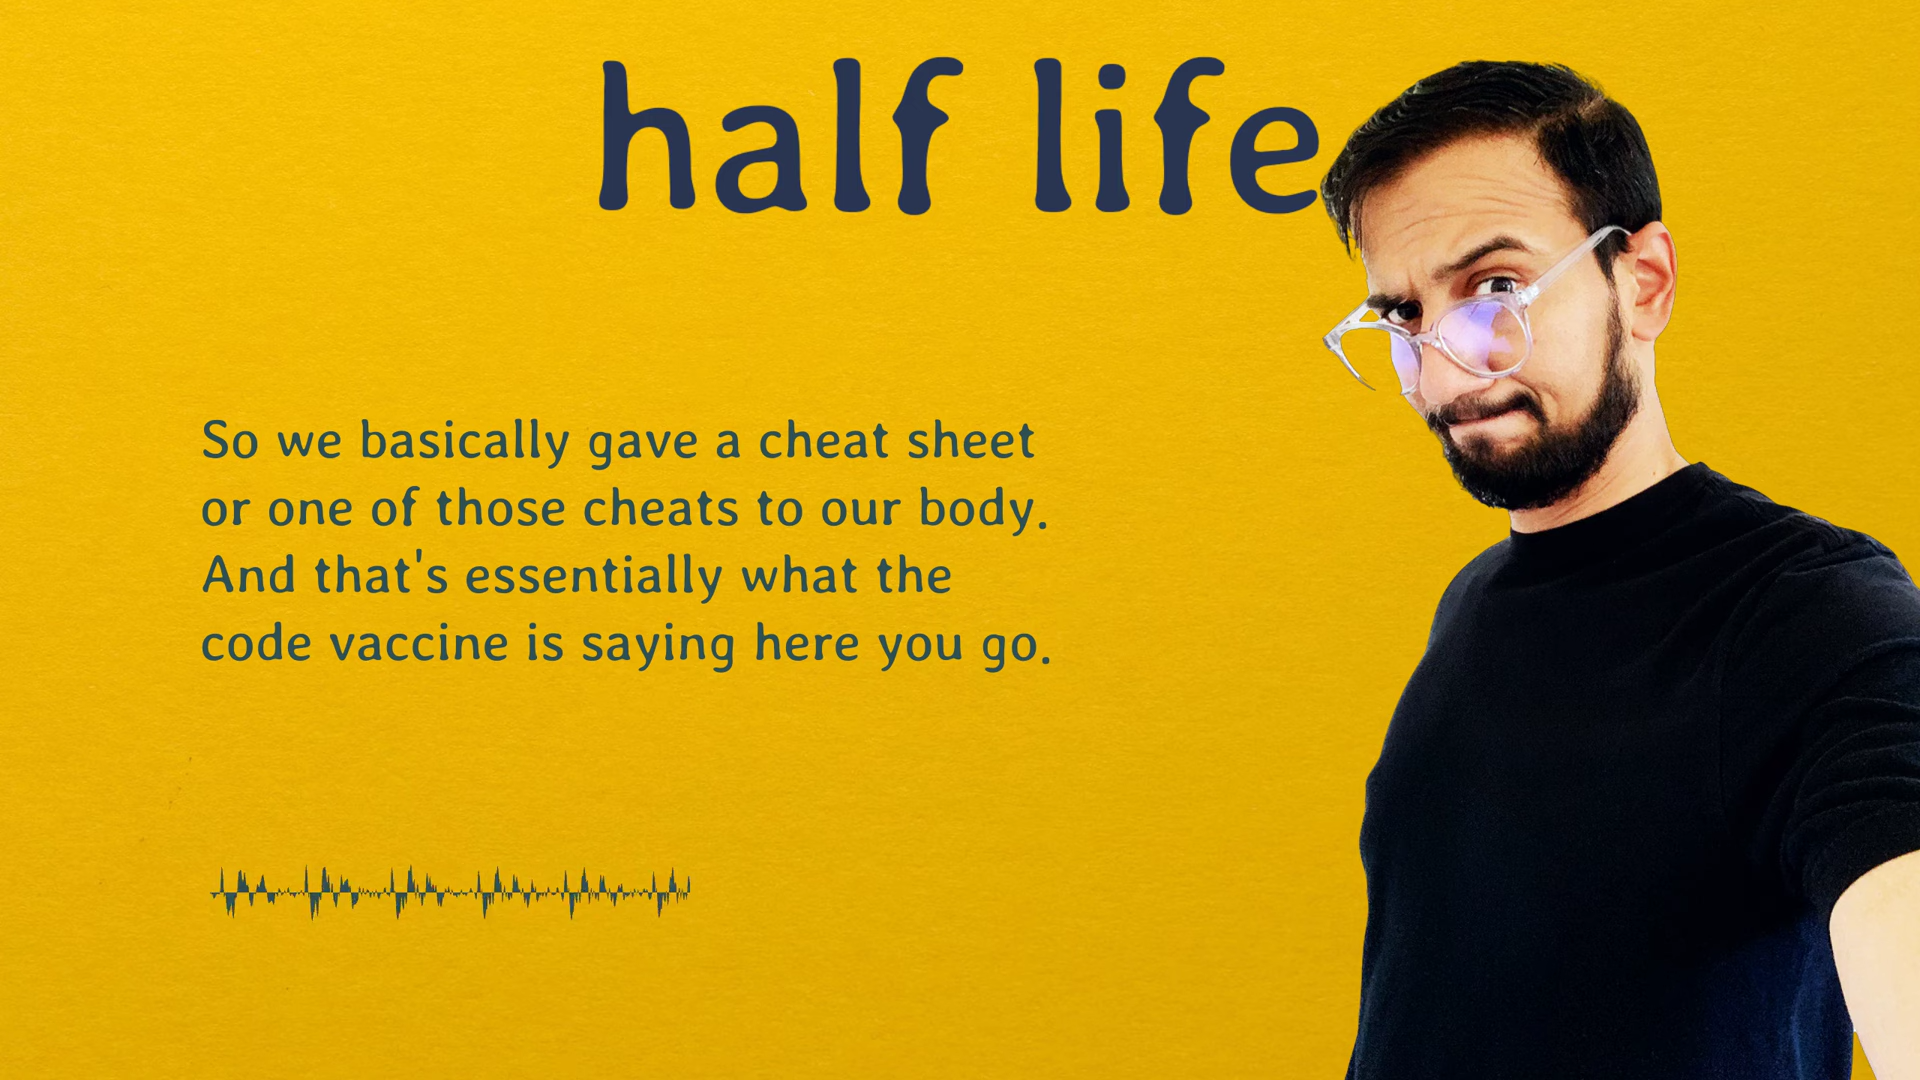 half life
So we basically gave a cheat sheet
or one of those cheats to our body.
And that's essentially what the
code vaccine is saying here you go.